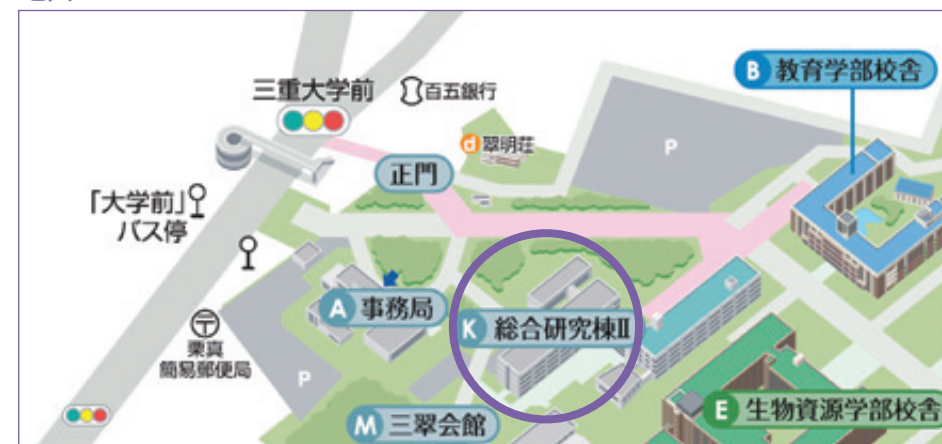 三重大学前
百五銀行
B 教育学部校舎
d 翠明荘
P
正門
「大学前」
バス停
A 事務局
K 総合研究棟Ⅱ
〒
栗真
簡易郵便局
P
M 三翠会館
E 生物資源学部校舎